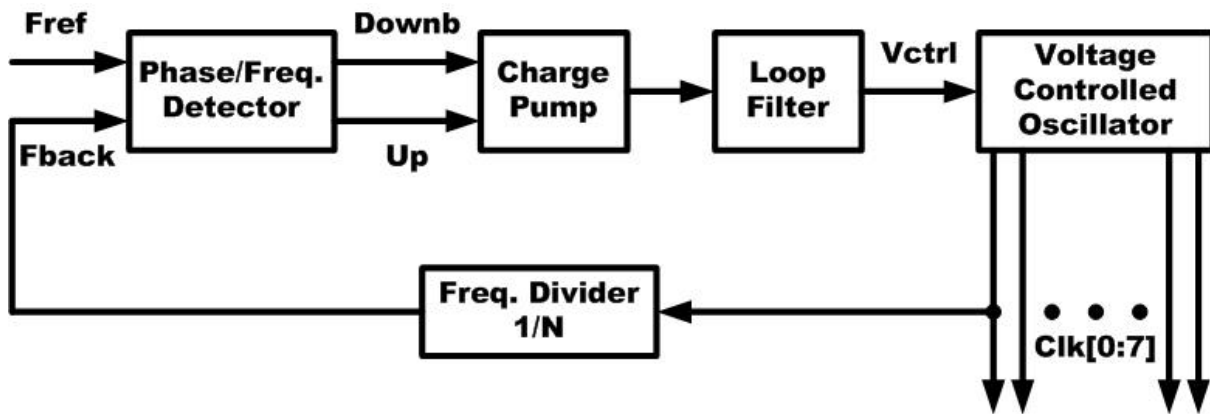 Fref
Downb
Phase/Freq.
Detector
Charge
Pump
Loop
Filter
Vctrl
Voltage
Controlled
Oscillator
Fback
Up
Freq. Divider
1/N
Clk[0:7]